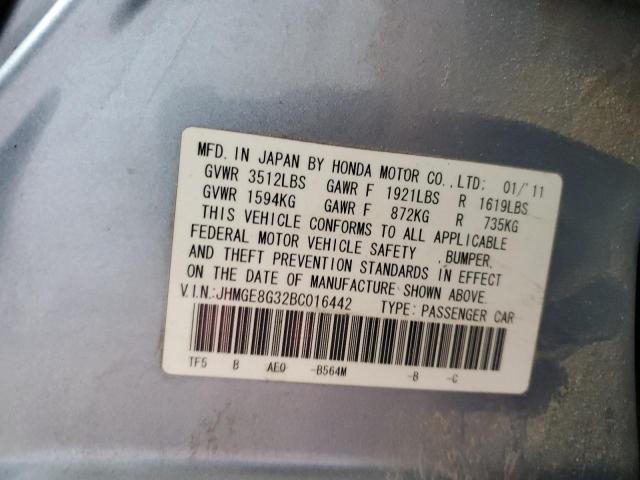 MFD. IN JAPAN BY HONDA MOTOR CO., LTD: 01/'11
GVWR 3512LBS GAWR F 1921LBS R 1619LBS
GVWR 1594KG GAWR F 872KG R 735KG
THIS VEHICLE CONFORMS TO ALL APPLICABLE
FEDERAL MOTOR VEHICLE SAFETY , BUMPER,
AND THEFT PREVENTION STANDARDS IN EFFECT
ON THE DATE OF MANUFACTURE SHOWN ABOVE.
V.I.N.:JHMGE8G32BC016442 TYPE: PASSENGER CAR
TF5 B AE0 -B564M -B -C